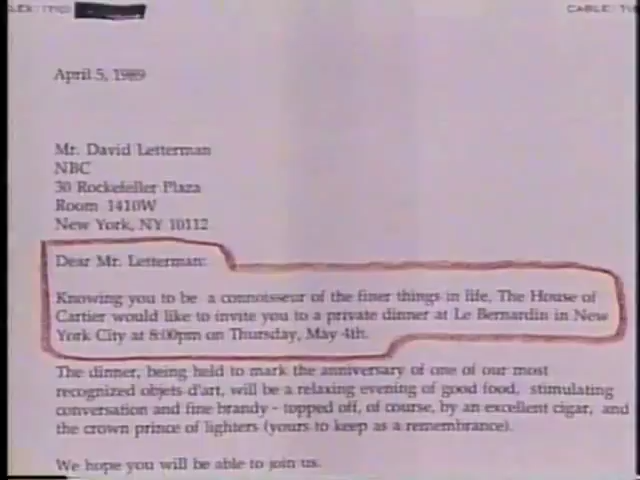 April 5, 1989
Mr. David Letterman
NBC
30 Rockefeller Plaza
Room 1410W
New York, NY 10112
Dear Mr. Letterman:
Knowing you to be a connoisseur of the finer things in life, The House of
Cartier would like to invite you to a private dinner at Le Bernardin in New
York City at 8:00pm on Thursday, May 4th.
The dinner, being held to mark the anniversary of one of our most
recognized objets-d'art, will be a relaxing evening of good food, stimulating
conversation and fine brandy - topped off, of course, by an excellent cigar, and
the crown prince of lighters (yours to keep as a remembrance).
We hope you will be able to join us.